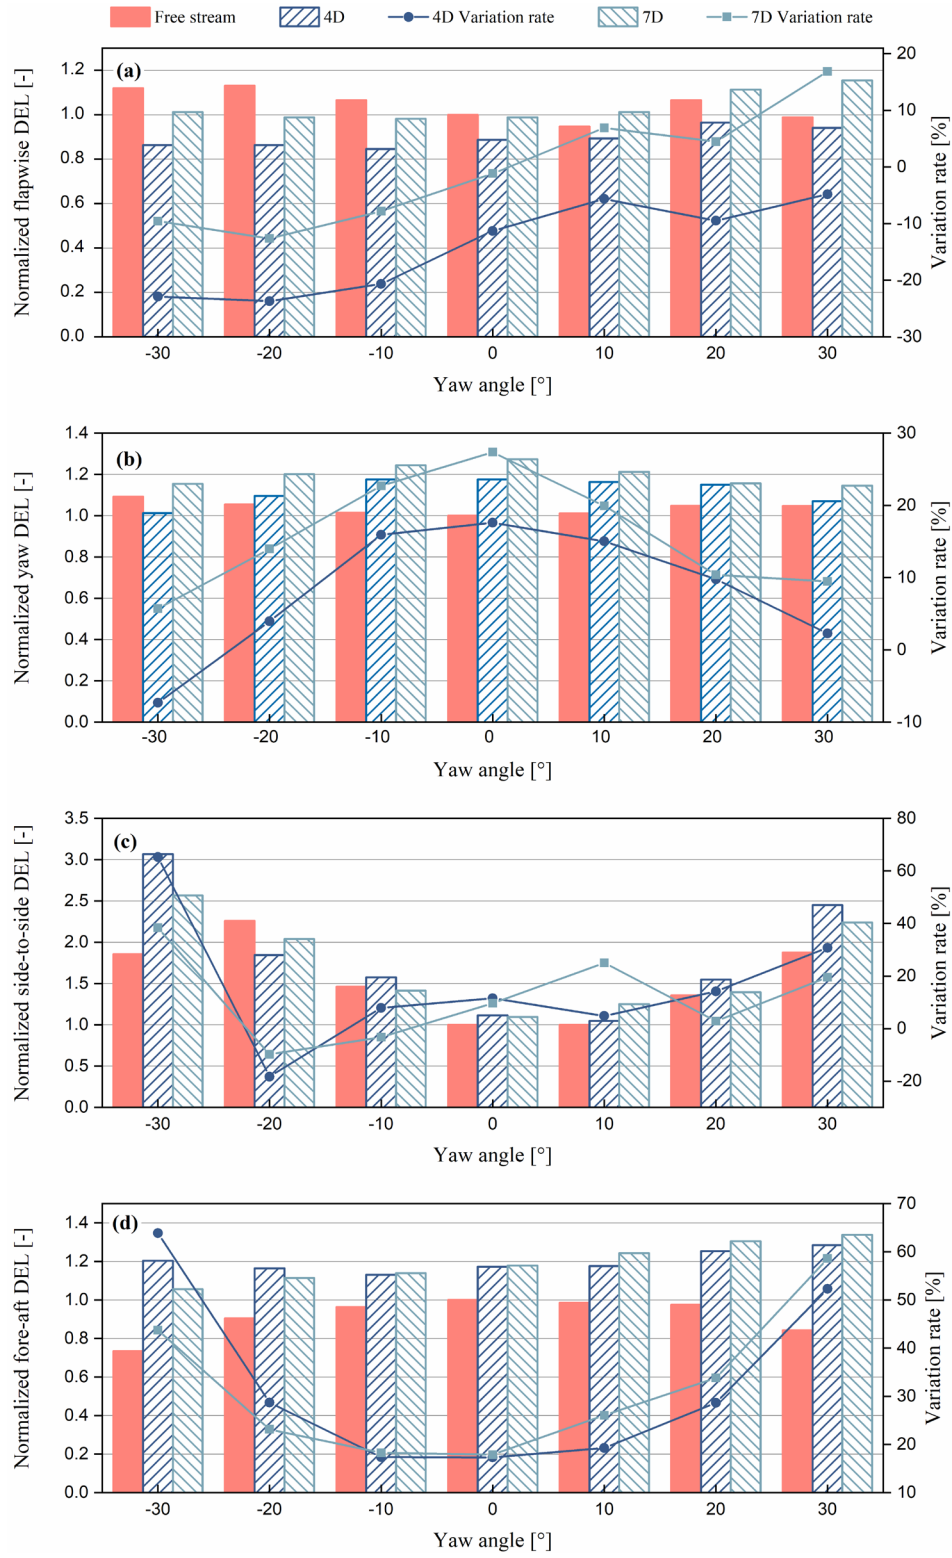 Free stream 4D 4D Variation rate 7D 7D Variation rate
(a)
Normalized flapwise DEL [-]
1.2
1.0
0.8
0.6
0.4
0.2
0.0
20
10
0
-10
-20
-30
Variation rate [%]
-30 -20 -10 0 10 20 30
Yaw angle [°]
(b)
Normalized yaw DEL [-]
1.4
1.2
1.0
0.8
0.6
0.4
0.2
0.0
30
20
10
0
-10
Variation rate [%]
-30 -20 -10 0 10 20 30
Yaw angle [°]
(c)
Normalized side-to-side DEL [-]
3.5
3.0
2.5
2.0
1.5
1.0
0.5
0.0
80
60
40
20
0
-20
Variation rate [%]
-30 -20 -10 0 10 20 30
Yaw angle [°]
(d)
Normalized fore-aft DEL [-]
1.4
1.2
1.0
0.8
0.6
0.4
0.2
0.0
70
60
50
40
30
20
10
Variation rate [%]
-30 -20 -10 0 10 20 30
Yaw angle [°]